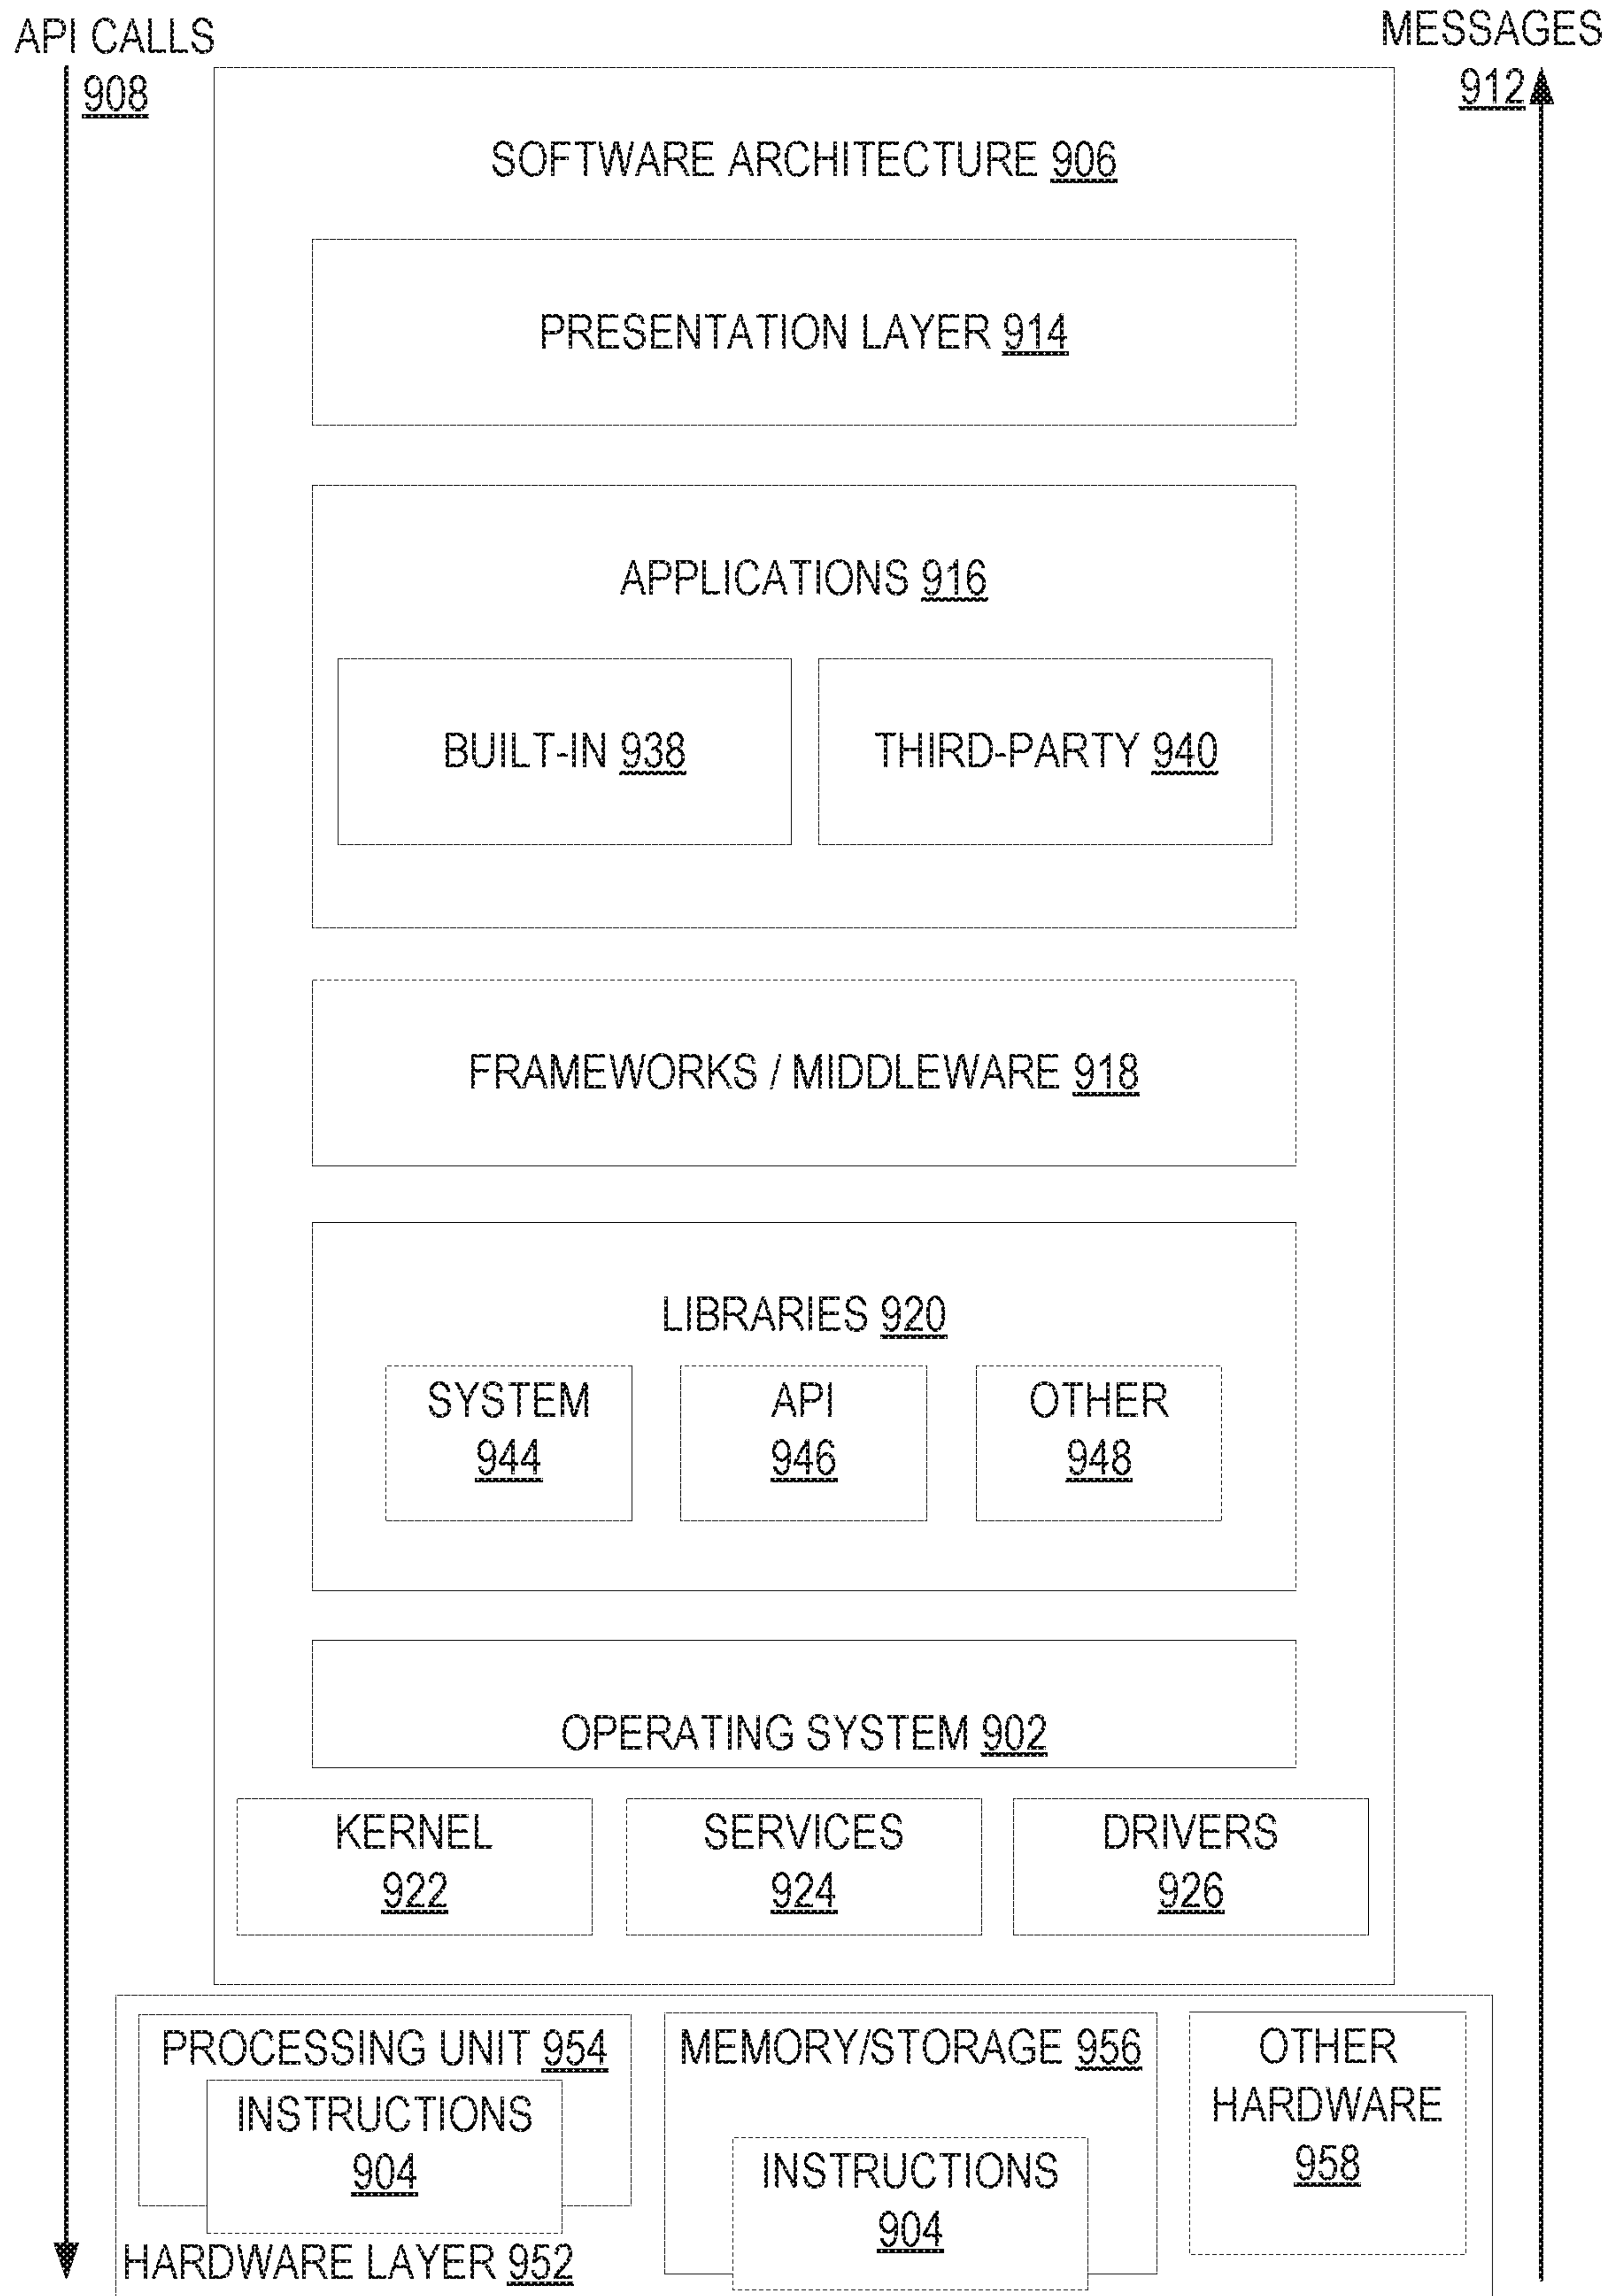 API CALLS
908
MESSAGES
912
SOFTWARE ARCHITECTURE 906
PRESENTATION LAYER 914
APPLICATIONS 916
BUILT-IN 938
THIRD-PARTY 940
FRAMEWORKS / MIDDLEWARE 918
LIBRARIES 920
SYSTEM
944
API
946
OTHER
948
OPERATING SYSTEM 902
KERNEL
922
SERVICES
924
DRIVERS
926
PROCESSING UNIT 954
INSTRUCTIONS
904
MEMORY/STORAGE 956
INSTRUCTIONS
904
OTHER
HARDWARE
958
HARDWARE LAYER 952